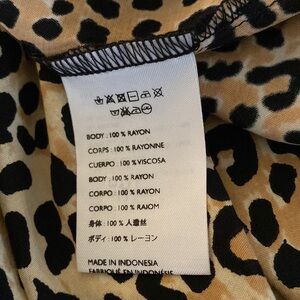 BODY : 100 % RAYON
CORPS : 100 % RAYONNE
CUERPO : 100 %VISCOSA
BODY : 100 % RAYON
CORPO : 100 % RAYON
CORPO : 100 % RAIOM
身体 : 100 % 人造丝
ボディ : 100 % レーヨン
MADE IN INDONESIA
FABRIQUÉ EN INDONÉSIE